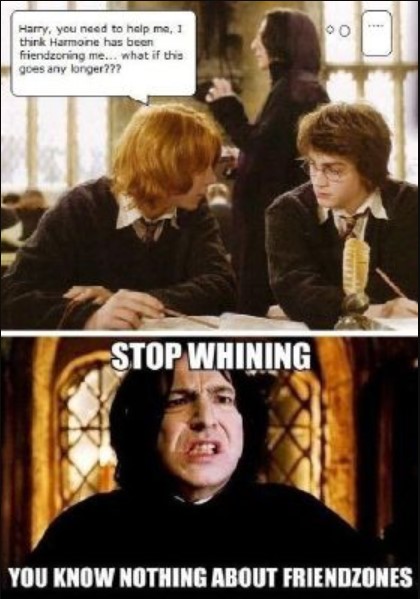 Harry, you need to help me, I
think Harmoine has been
friendzoning me... what if this
goes any longer???
....
STOP WHINING
YOU KNOW NOTHING ABOUT FRIENDZONES